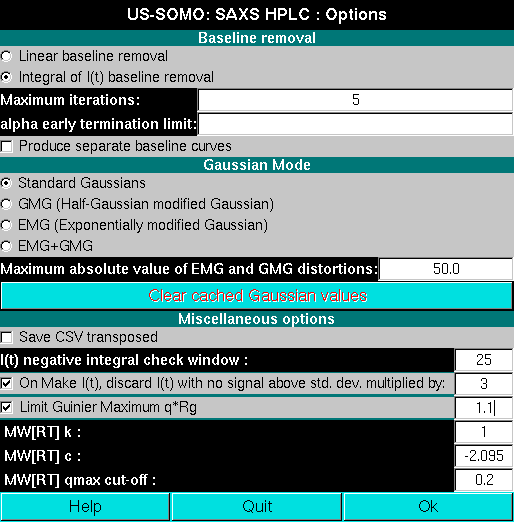 US-SOMO: SAXS HPLC : Options
Baseline removal
Linear baseline removal
Integral of I(t) baseline removal
Maximum iterations: 5
alpha early termination limit:
Produce separate baseline curves
Gaussian Mode
Standard Gaussians
GMG (Half-Gaussian modified Gaussian)
EMG (Exponentially modified Gaussian)
EMG+GMG
Maximum absolute value of EMG and GMG distortions: 50.0
Clear cached Gaussian values
Miscellaneous options
Save CSV transposed
I(t) negative integral check window : 25
On Make I(t), discard I(t) with no signal above std. dev. multiplied by: 3
Limit Guinier Maximum q*Rg 1.1
MW[RT] k : 1
MW[RT] c : -2.095
MW[RT] qmax cut-off : 0.2
Help Quit Ok